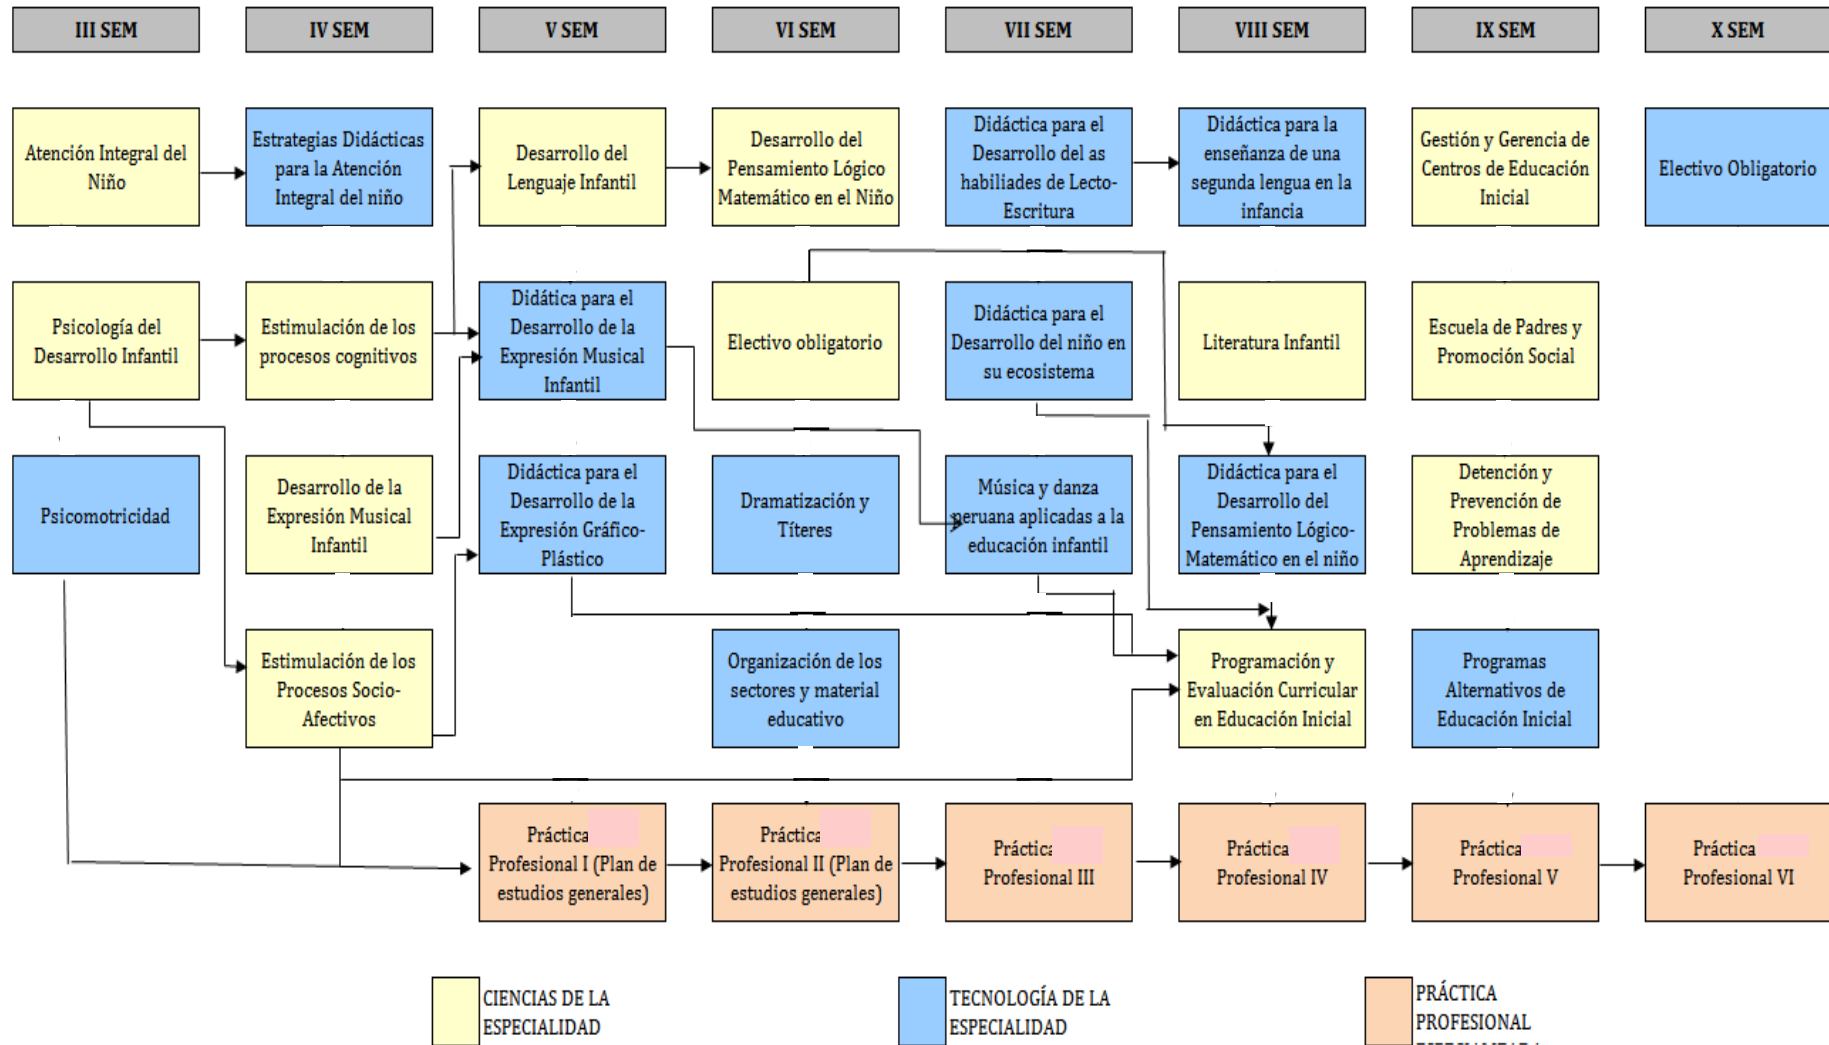 III SEM
IV SEM
V SEM
VI SEM
VII SEM
VIII SEM
IX SEM
X SEM
Atención Integral del
Niño
Estrategias Didácticas
para la Atención
Integral del niño
Desarrollo del
Lenguaje Infantil
Desarrollo del
Pensamiento Lógico
Matemático en el Niño
Didáctica para el
Desarrollo del as
habiliades de Lecto-
Escritura
Didáctica para la
enseñanza de una
segunda lengua en la
infancia
Gestión y Gerencia de
Centros de Educación
Inicial
Electivo Obligatorio
Psicología del
Desarrollo Infantil
Estimulación de los
procesos cognitivos
Didática para el
Desarrollo de la
Expresión Musical
Infantil
Electivo obligatorio
Didáctica para el
Desarrollo del niño en
su ecosistema
Literatura Infantil
Escuela de Padres y
Promoción Social
Psicomotricidad
Desarrollo de la
Expresión Musical
Infantil
Didáctica para el
Desarrollo de la
Expresión Gráfico-
Plástico
Dramatización y
Títeres
Música y danza
peruana aplicadas a la
educación infantil
Didáctica para el
Desarrollo del
Pensamiento Lógico-
Matemático en el niño
Detención y
Prevención de
Problemas de
Aprendizaje
Estimulación de los
Procesos Socio-
Afectivos
Organización de los
sectores y material
educativo
Programación y
Evaluación Curricular
en Educación Inicial
Programas
Alternativos de
Educación Inicial
Práctica
Profesional I (Plan de
estudios generales)
Práctica
Profesional II (Plan de
estudios generales)
Práctica
Profesional III
Práctica
Profesional IV
Práctica
Profesional V
Práctica
Profesional VI
CIENCIAS DE LA
ESPECIALIDAD
TECNOLOGÍA DE LA
ESPECIALIDAD
PRÁCTICA
PROFESIONAL